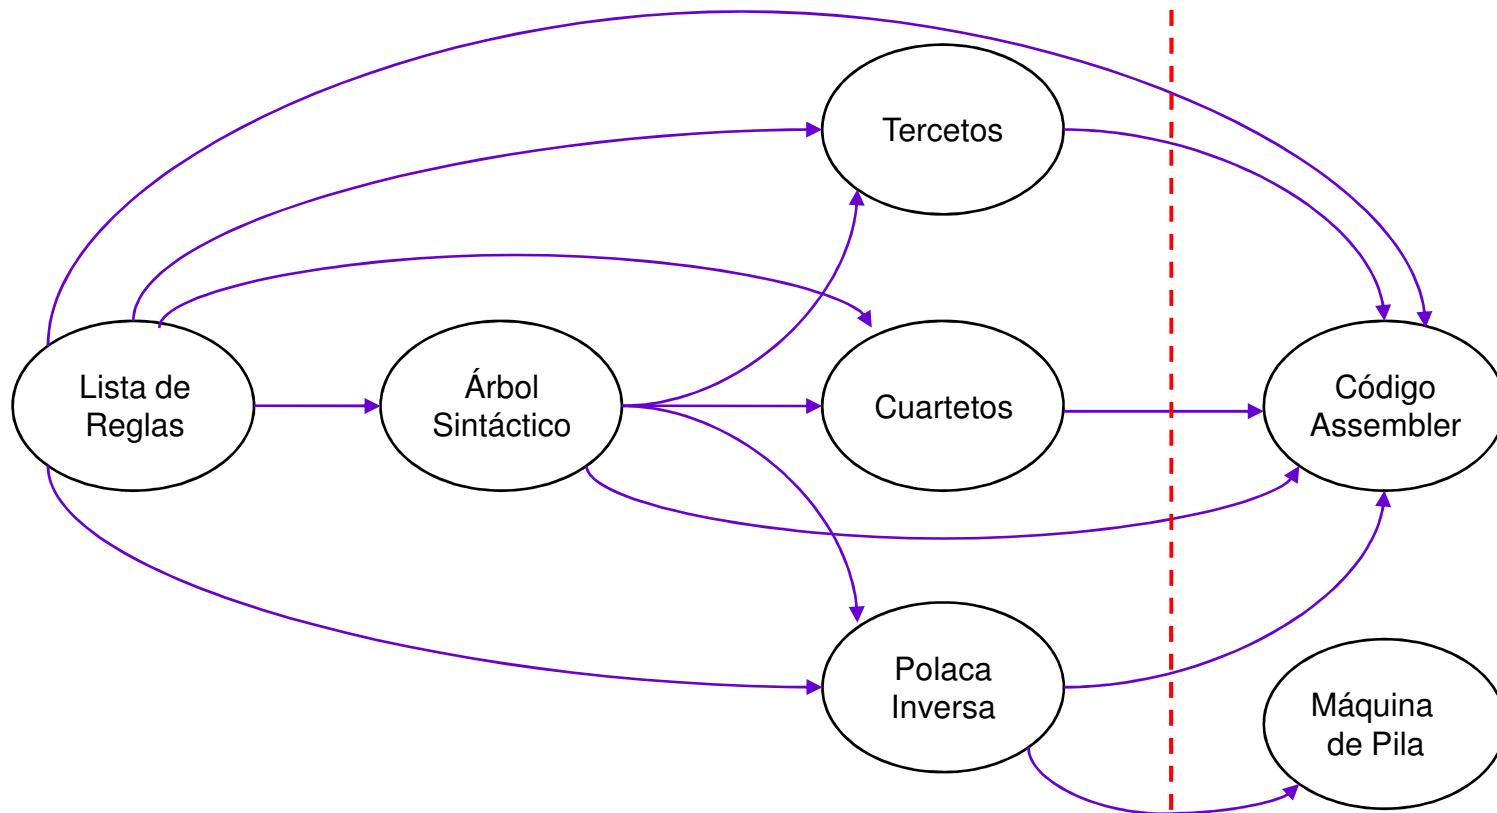 Tercetos
Lista de
Reglas
Árbol
Sintáctico
Cuartetos
Código
Assembler
Polaca
Inversa
Máquina
de Pila